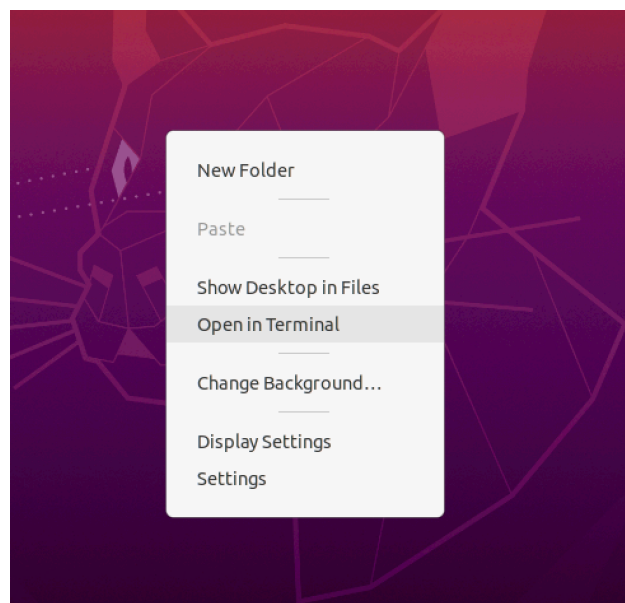 New Folder
Paste
Show Desktop in Files
Open in Terminal
Change Background…
Display Settings
Settings